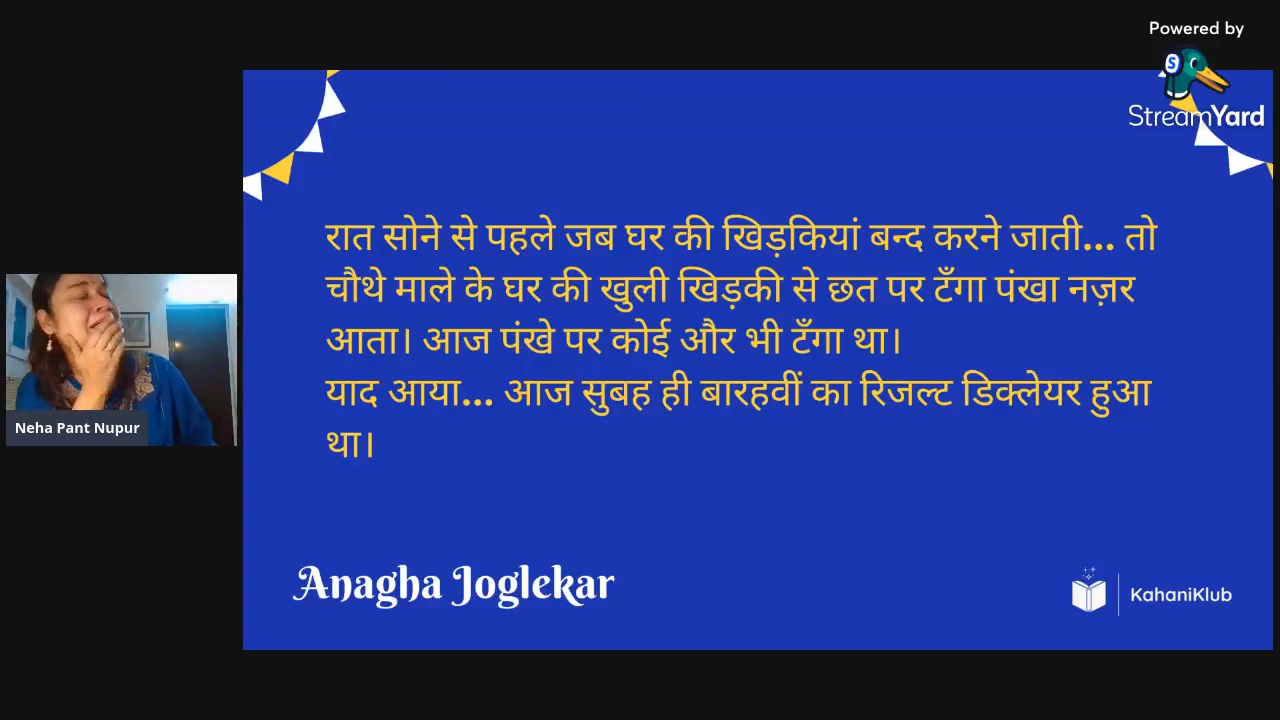 Powered by
StreamYard
रात सोने से पहले जब घर की खिड़कियां बन्द करने जाती... तो
चौथे माले के घर की खुली खिड़की से छत पर टँगा पंखा नज़र
आता। आज पंखे पर कोई और भी टँगा था।
याद आया... आज सुबह ही बारहवीं का रिजल्ट डिक्लेयर हुआ
था।
Neha Pant Nupur
Anagha Joglekar
KahaniKlub